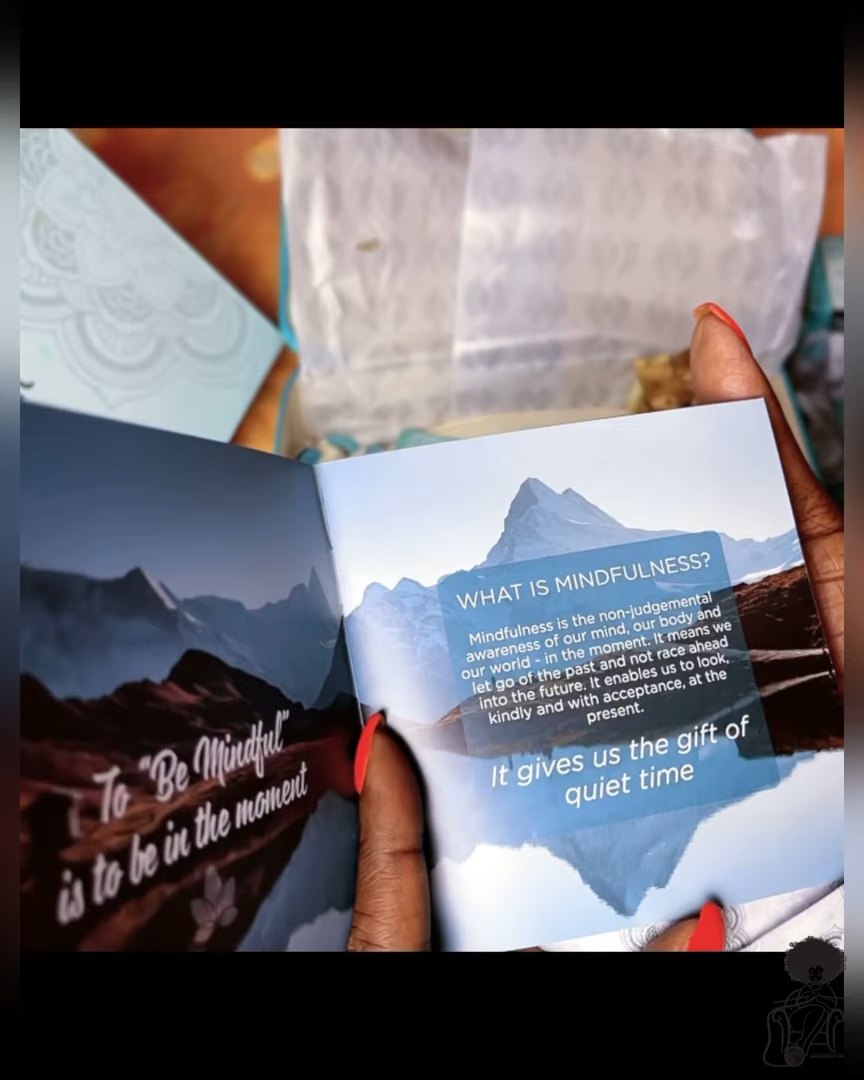 To "Be Mindful"
is to be in the moment
WHAT IS MINDFULNESS?
Mindfulness is the non-judgemental
awareness of our mind, our body and
our world - in the moment. It means we
let go of the past and not race ahead
into the future. It enables us to look,
kindly and with acceptance, at the
present.
It gives us the gift of
quiet time